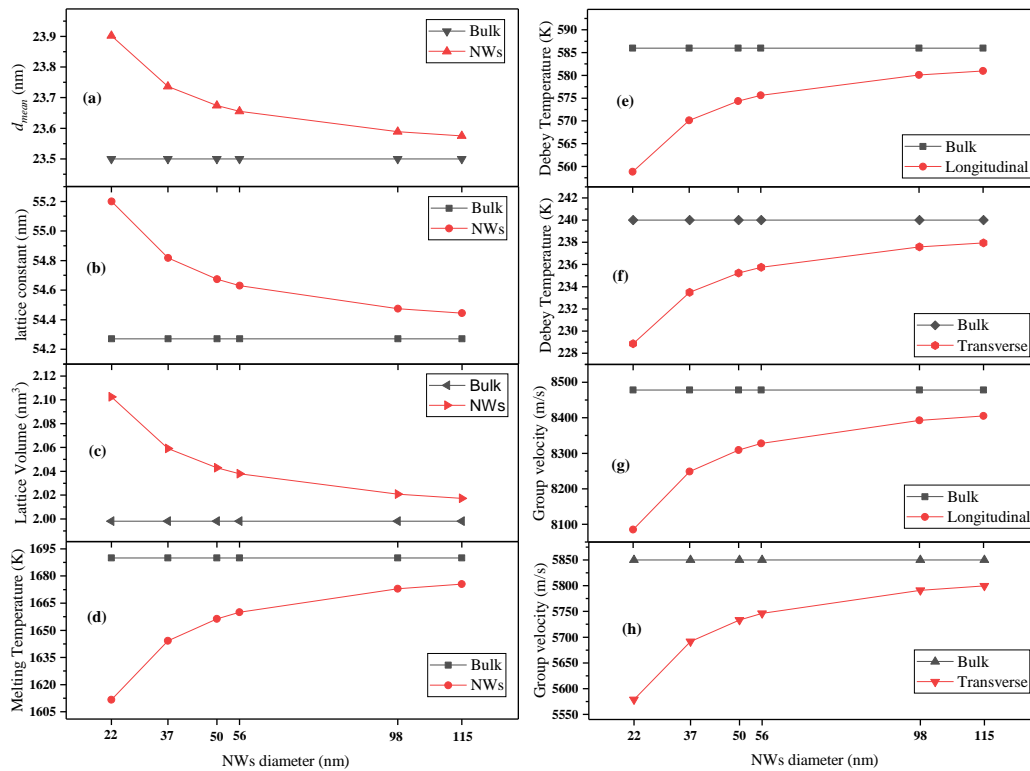 23.9
23.8
23.7
23.6
23.5
d_mean (nm)
(a)
Bulk
NWs
55.2
54.8
54.4
54.2
lattice constant (nm)
(b)
Bulk
NWs
2.12
2.10
2.08
2.06
2.04
2.02
2.00
Lattice Volume (nm³)
(c)
Bulk
NWs
1695
1680
1665
1650
1635
1620
1605
Melting Temperature (K)
(d)
Bulk
NWs
22 37 50 56 98 115
NWs diameter (nm)
590
585
580
575
570
565
560
Debey Temperature (K)
(e)
Bulk
Longitudinal
242
240
238
236
234
232
230
228
Debey Temperature (K)
(f)
Bulk
Transverse
8500
8400
8300
8200
8100
Group velocity (m/s)
(g)
Bulk
Longitudinal
5850
5800
5750
5700
5650
5600
5550
Group velocity (m/s)
(h)
Bulk
Transverse
22 37 50 56 98 115
NWs diameter (nm)